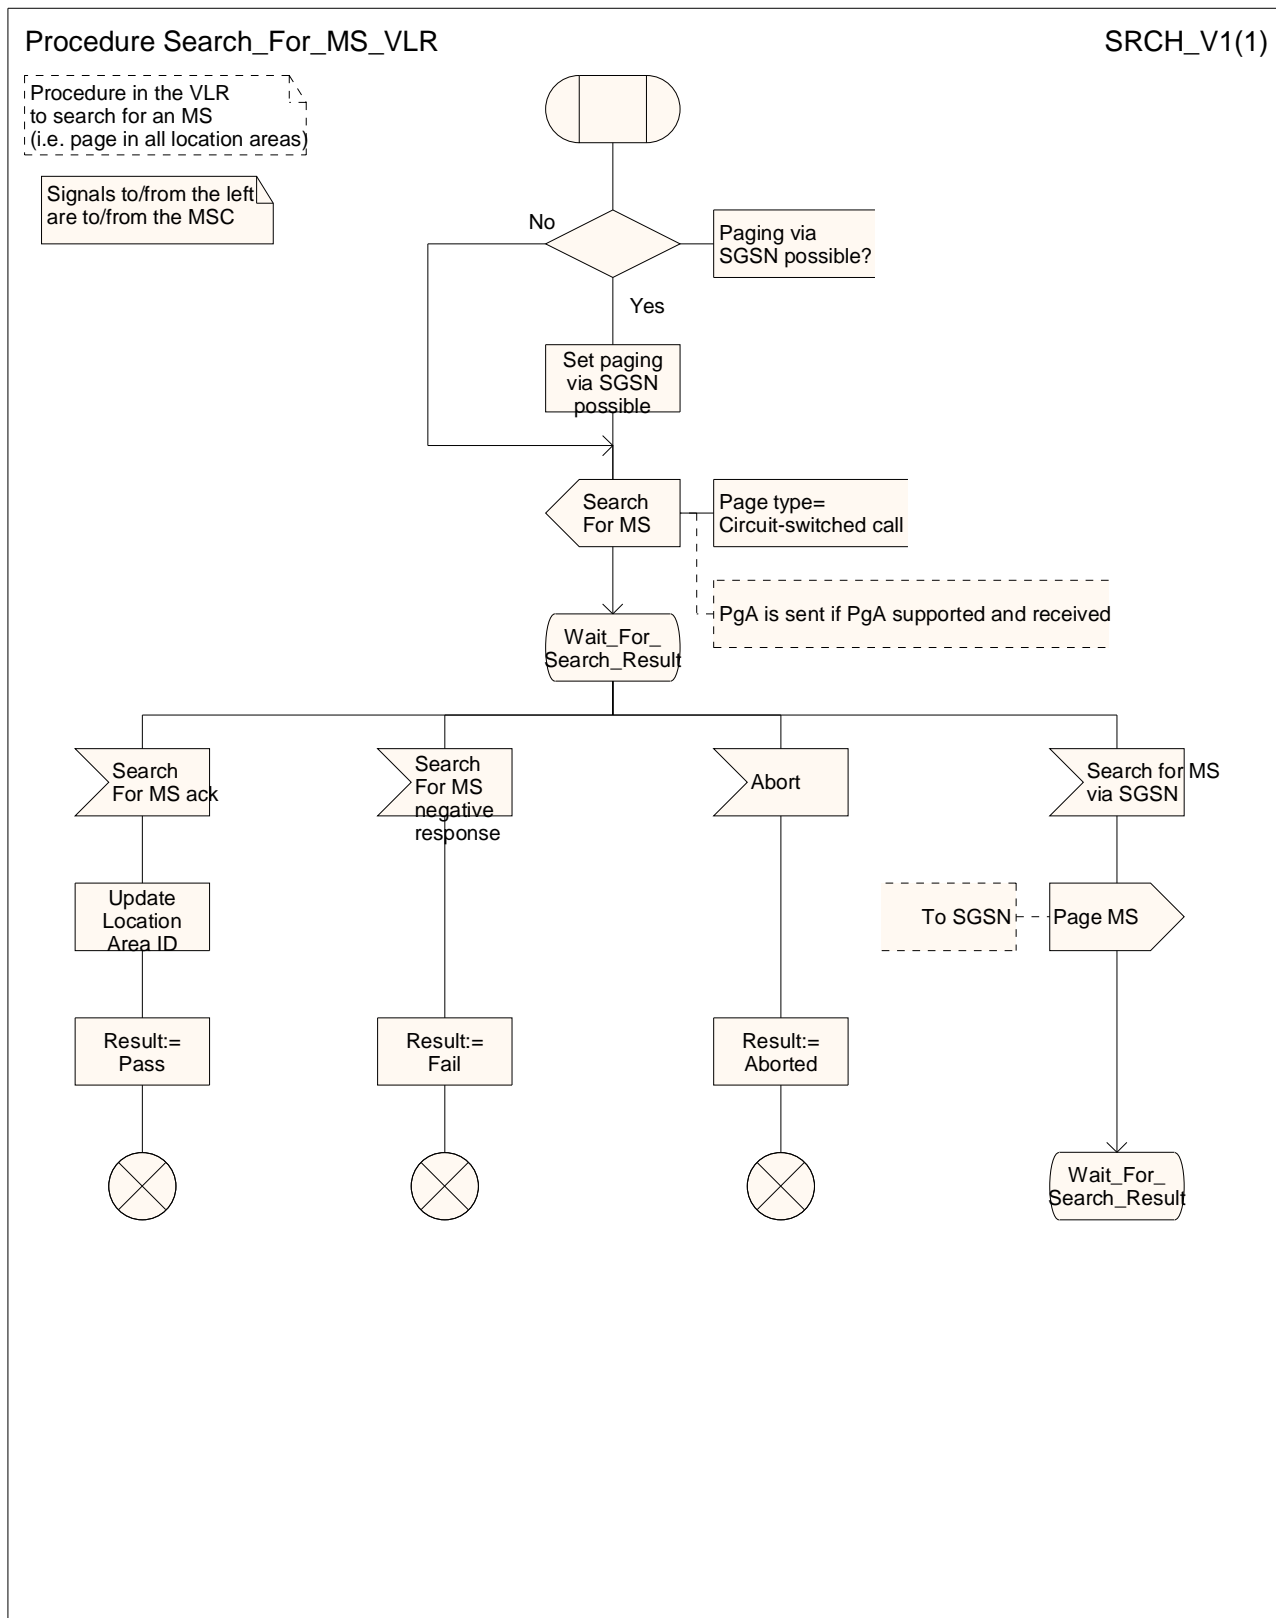 Procedure Search_For_MS_VLR
SRCH_V1(1)
Procedure in the VLR
to search for an MS
(i.e. page in all location areas)
Signals to/from the left
are to/from the MSC
No
Paging via
SGSN possible?
Yes
Set paging
via SGSN
possible
Search
For MS
Page type=
Circuit-switched call
PgA is sent if PgA supported and received
Wait_For_
Search_Result
Search
For MS ack
Search
For MS
negative
response
Abort
Search for MS
via SGSN
Update
Location
Area ID
To SGSN
Page MS
Result:=
Pass
Result:=
Fail
Result:=
Aborted
Wait_For_
Search_Result